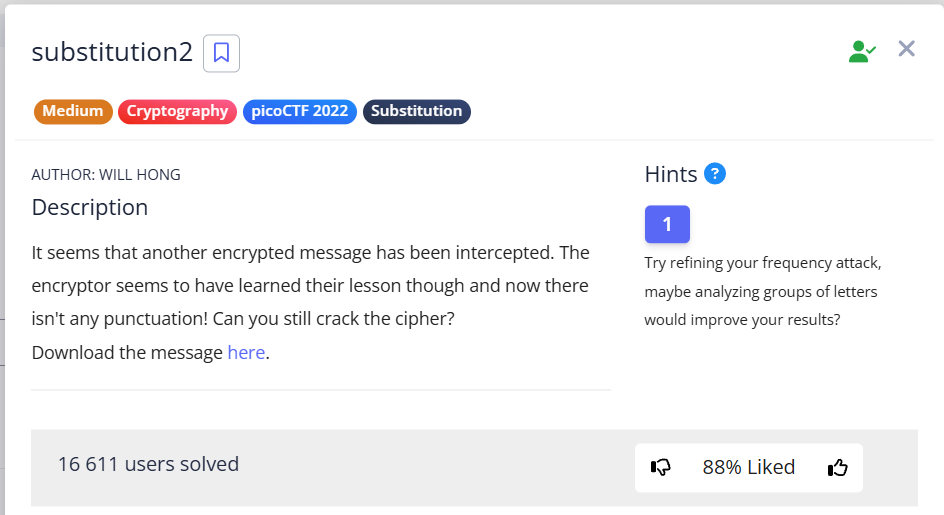 substitution2
Medium Cryptography picoCTF 2022 Substitution
AUTHOR: WILL HONG
Description
It seems that another encrypted message has been intercepted. The
encryptor seems to have learned their lesson though and now there
isn't any punctuation! Can you still crack the cipher?
Download the message here.
Hints ?
1
Try refining your frequency attack,
maybe analyzing groups of letters
would improve your results?
16 611 users solved
88% Liked